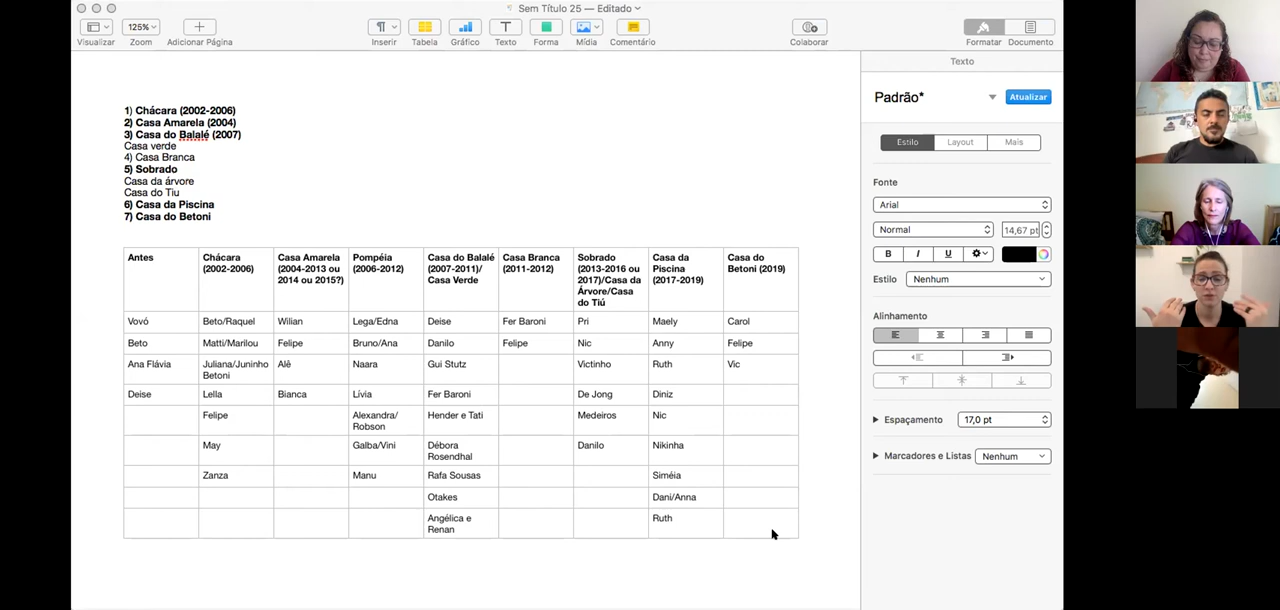 Sem Título 25 — Editado
125%
Visualizar Zoom Adicionar Página Inserir Tabela Gráfico Texto Forma Mídia Comentário Colaborar Formatar Documento
Texto
Padrão*
Atualizar
Estilo Layout Mais
Fonte
Arial
Normal 14,67 pt
B I U
Estilo Nenhum
Alinhamento
Espaçamento 17,0 pt
Marcadores e Listas Nenhum
1) Chácara (2002-2006)
2) Casa Amarela (2004)
3) Casa do Balalé (2007)
Casa verde
4) Casa Branca
5) Sobrado
Casa da árvore
Casa do Tiu
6) Casa da Piscina
7) Casa do Betoni
Antes
Chácara
(2002-2006)
Casa Amarela
(2004-2013 ou
2014 ou 2015?)
Pompéia
(2006-2012)
Casa do Balalé
(2007-2011)/
Casa Verde
Casa Branca
(2011-2012)
Sobrado
(2013-2016 ou
2017)/Casa da
Árvore/Casa
do Tiú
Casa da
Piscina
(2017-2019)
Casa do
Betoni (2019)
Vovó Beto/Raquel Wilian Lega/Edna Deise Fer Baroni Pri Maely Carol
Beto Matti/Marilou Felipe Bruno/Ana Danilo Felipe Nic Anny Felipe
Ana Flávia Juliana/Juninho Alê Naara Gui Stutz Victinho Ruth Vic
Betoni
Deise Lella Bianca Lívia Fer Baroni De Jong Diniz
Felipe Alexandra/ Hender e Tati Medeiros Nic
Robson
May Galba/Vini Débora Danilo Nikinha
Rosendhal
Zanza Manu Rafa Sousas Siméia
Otakes Dani/Anna
Angélica e Ruth
Renan